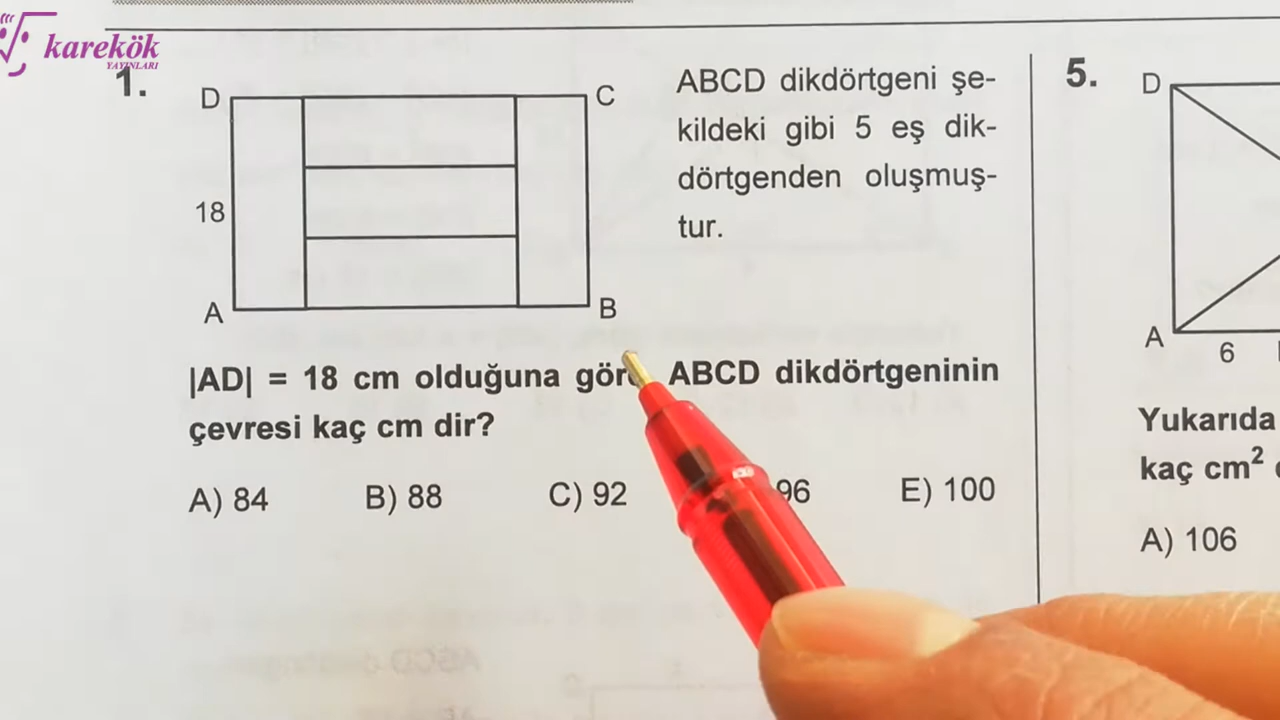 karekök
YAYINLARI
1.
D
C
18
A
B
ABCD dikdörtgeni şe-
kildeki gibi 5 eş dik-
dörtgenden oluşmuş-
tur.
|AD| = 18 cm olduğuna göre ABCD dikdörtgeninin
çevresi kaç cm dir?
A) 84 B) 88 C) 92 96 E) 100
5.
D
A
6
Yukarıda
kaç cm²
A) 106